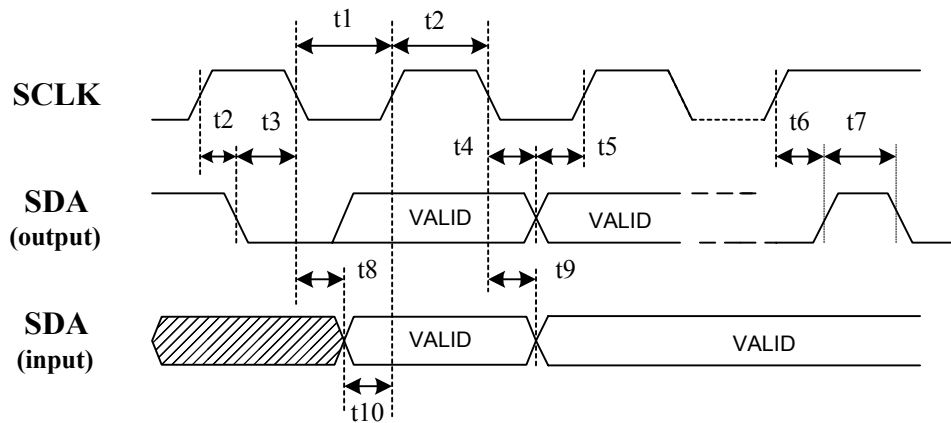 t1 t2
SCLK
t2 t3 t4 t5 t6 t7
SDA
(output)
VALID VALID
t8 t9
SDA
(input)
VALID VALID
t10